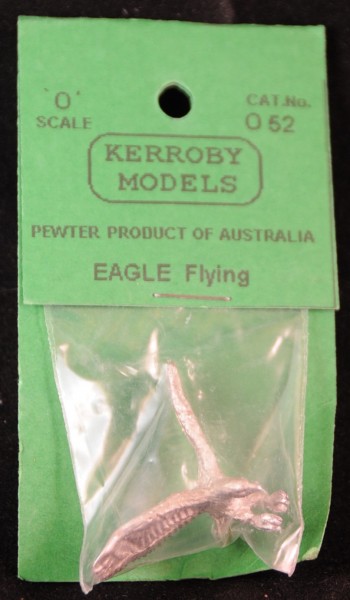 'O' SCALE
CAT.No. O 52
KERROBY
MODELS
PEWTER PRODUCT OF AUSTRALIA
EAGLE Flying